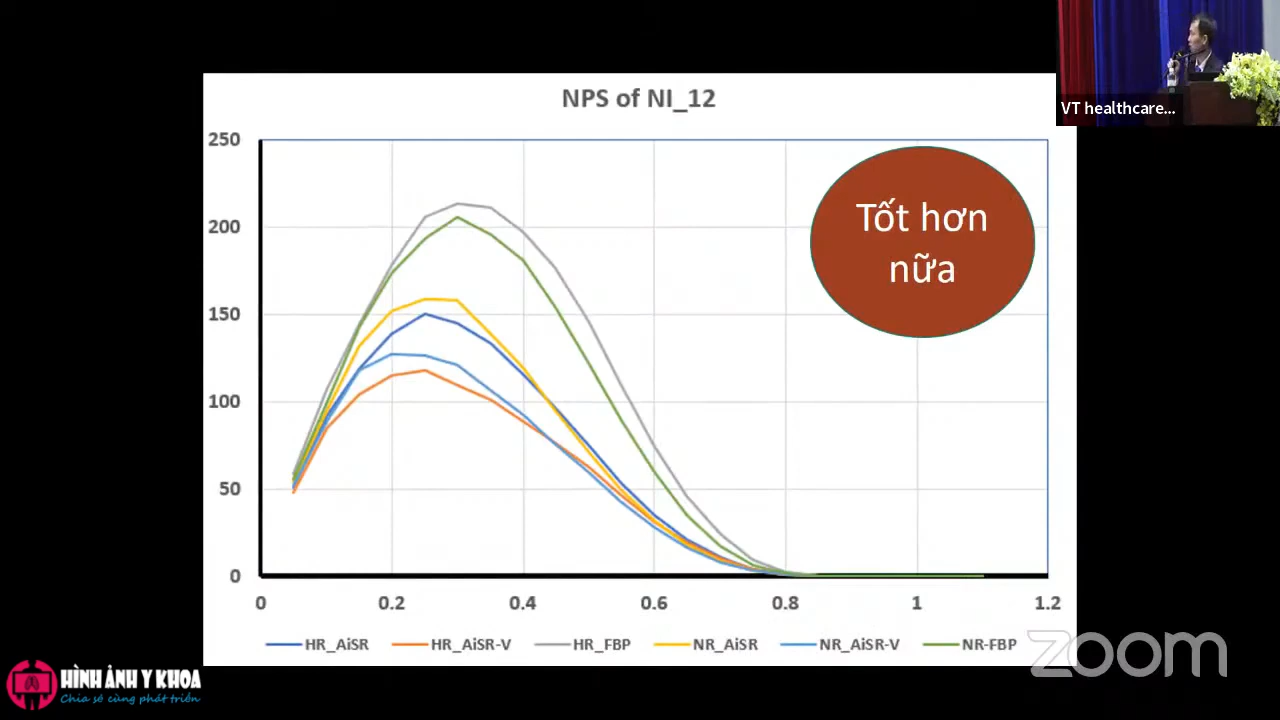 NPS of NI_12
VT healthcare...
Tốt hơn
nữa
250
200
150
100
50
0
0 0.2 0.4 0.6 0.8 1 1.2
HR_AiSR HR_AiSR-V HR_FBP NR_AiSR NR_AiSR-V NR-FBP
zoom
HÌNH ẢNH Y KHOA
Chia sẻ cùng phát triển